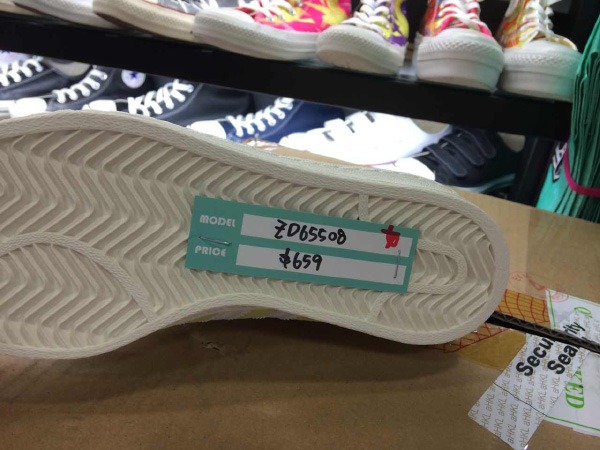 MODEL ZD65508
PRICE $659
Security
Seal